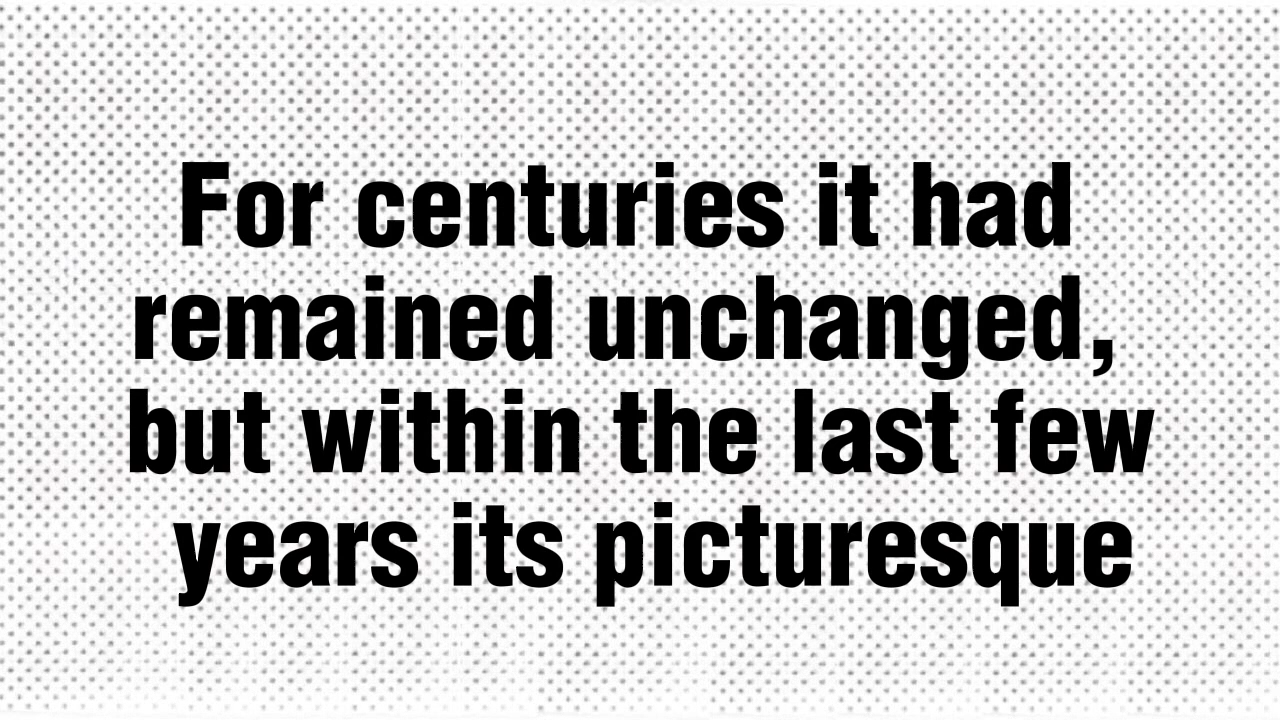 For centuries it had
remained unchanged,
but within the last few
years its picturesque